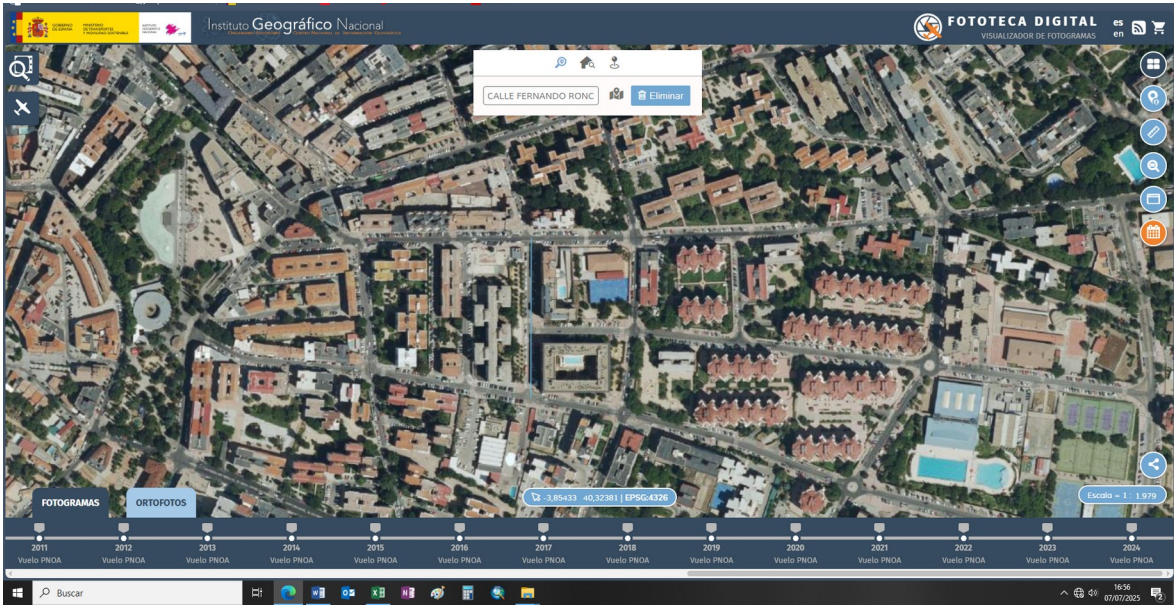 GOBIERNO DE ESPAÑA
MINISTERIO DE TRANSPORTES Y MOVILIDAD SOSTENIBLE
INSTITUTO GEOGRÁFICO NACIONAL
Instituto Geográfico Nacional
FOTOTECA DIGITAL
VISUALIZADOR DE FOTOGRAMAS
es
en
CALLE FERNANDO RONC
Eliminar
FOTOGRAMAS
ORTOFOTOS
-3,85433 40,32381 | EPSG:4326
Escala = 1 : 1.979
2011 2012 2013 2014 2015 2016 2017 2018 2019 2020 2021 2022 2023 2024
Vuelo PNOA Vuelo PNOA Vuelo PNOA Vuelo PNOA Vuelo PNOA Vuelo PNOA Vuelo PNOA Vuelo PNOA Vuelo PNOA Vuelo PNOA Vuelo PNOA Vuelo PNOA Vuelo PNOA Vuelo PNOA
Buscar
16:56
07/07/2025
2